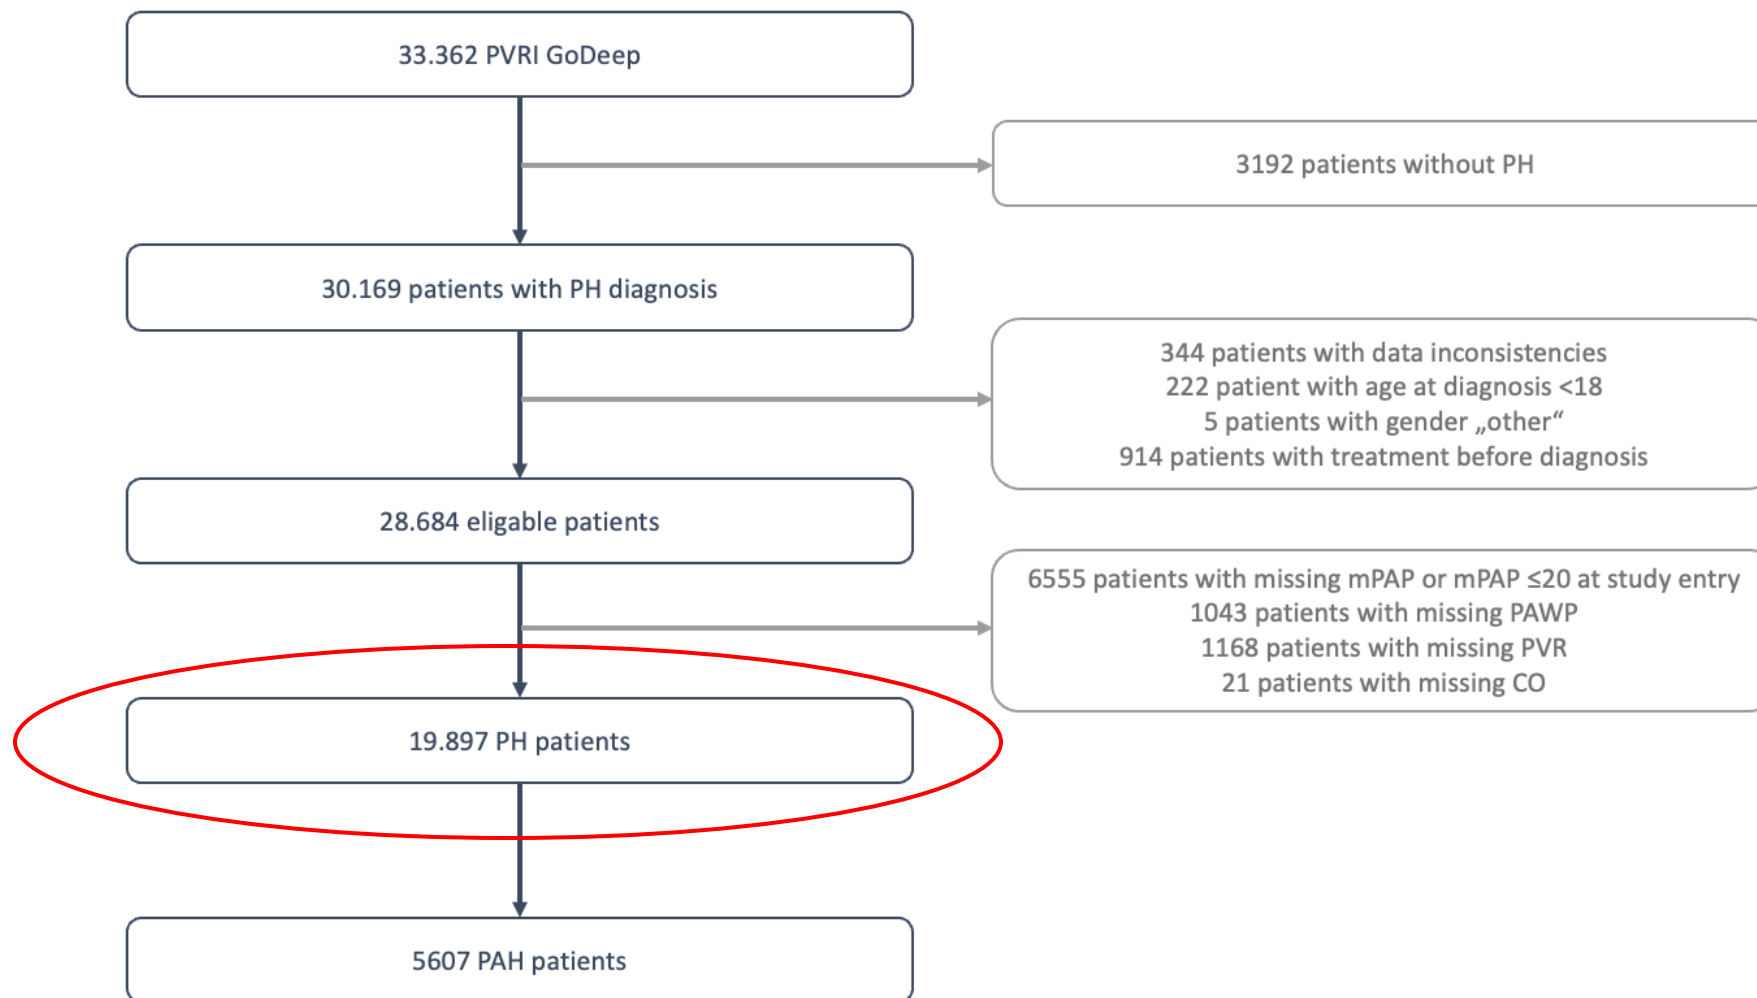 33.362 PVRI GoDeep
3192 patients without PH
30.169 patients with PH diagnosis
344 patients with data inconsistencies
222 patient with age at diagnosis <18
5 patients with gender „other“
914 patients with treatment before diagnosis
28.684 eligable patients
6555 patients with missing mPAP or mPAP ≤20 at study entry
1043 patients with missing PAWP
1168 patients with missing PVR
21 patients with missing CO
19.897 PH patients
5607 PAH patients